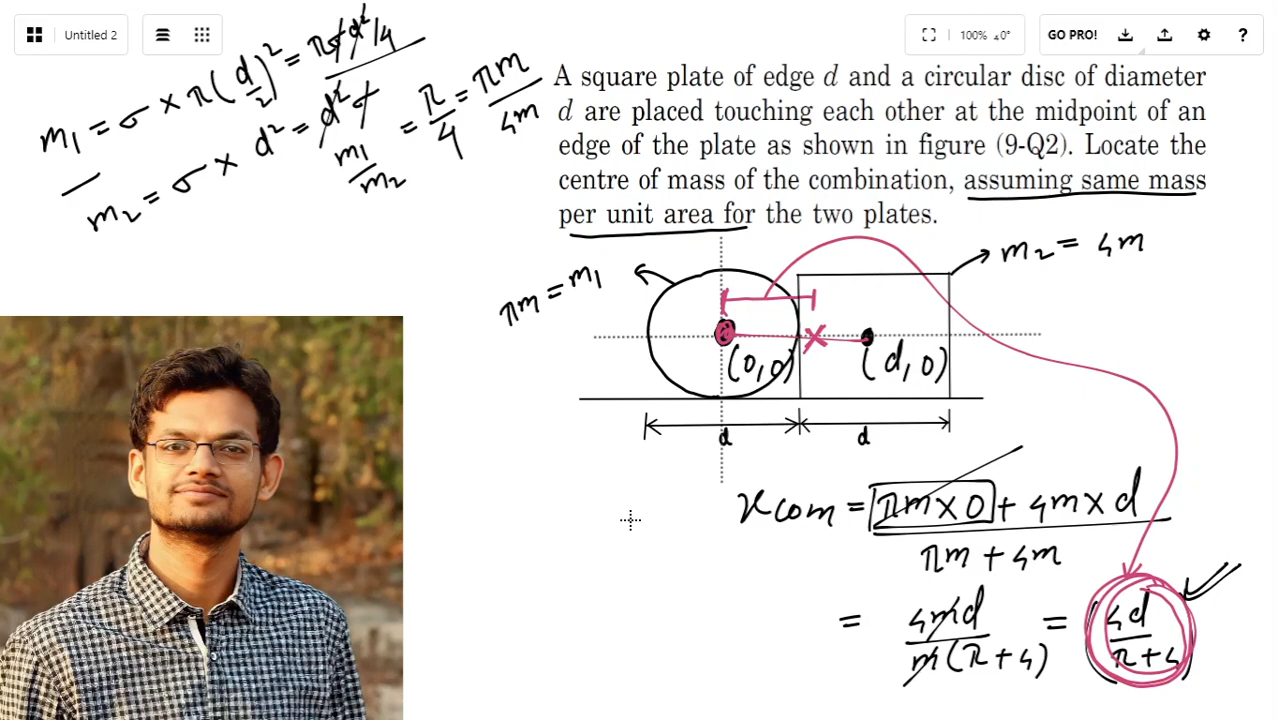 Untitled 2
100% ⊿0°
GO PRO!
?
m₁ = σ × π(d/2)² = πσd²/4
m₂ = σ × d² = d²σ
m₁/m₂ = π/4 = πm/4m
A square plate of edge d and a circular disc of diameter
d are placed touching each other at the midpoint of an
edge of the plate as shown in figure (9-Q2). Locate the
centre of mass of the combination, assuming same mass
per unit area for the two plates.
πm = m₁
m₂ = 4m
(0,0)
(d,0)
d
d
xcom = πm×0 + 4m×d
πm + 4m
= 4md/m(π+4) = (4d/π+4)